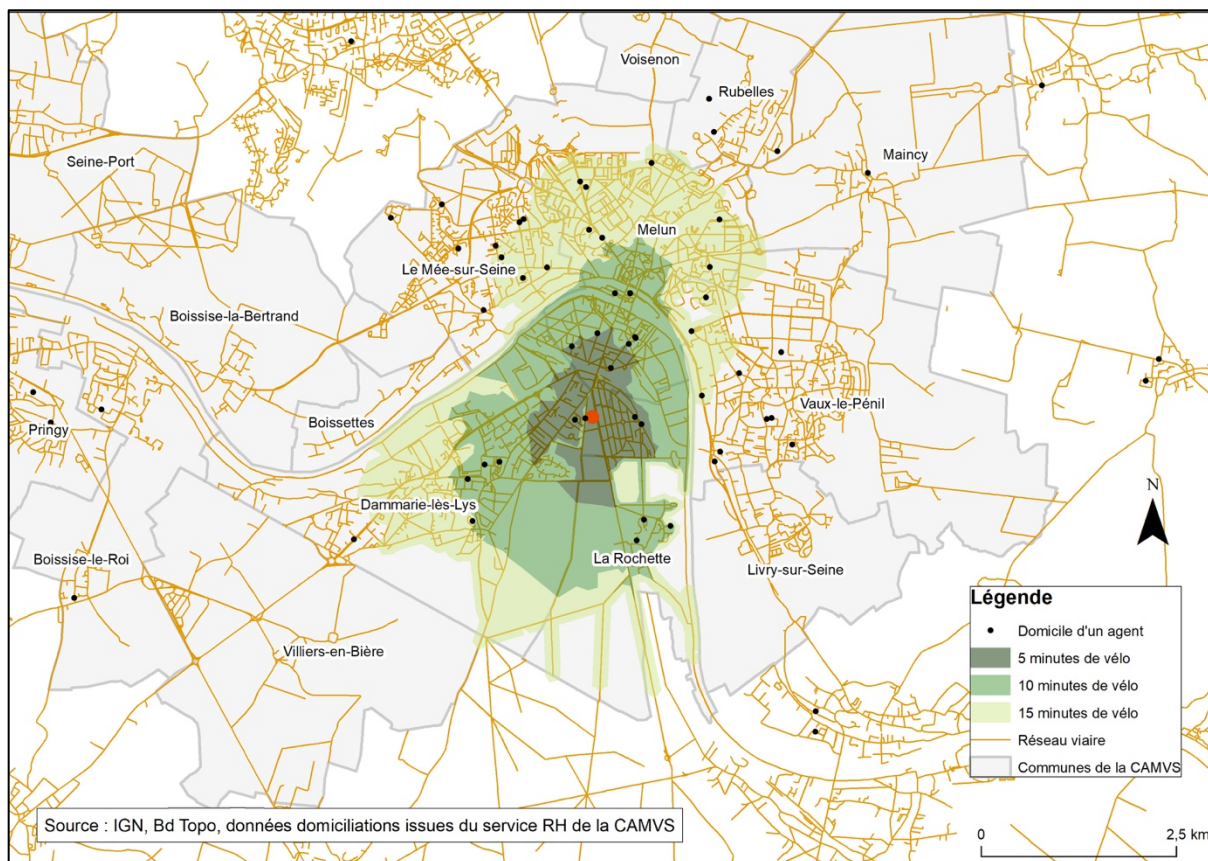 Voisenon
Rubelles
Seine-Port
Maincy
Melun
Le Mée-sur-Seine
Boissise-la-Bertrand
Boissettes
Vaux-le-Pénil
Pringy
Dammarie-lès-Lys
N
Boissise-le-Roi
La Rochette
Livry-sur-Seine
Villiers-en-Bière
Légende
Domicile d'un agent
5 minutes de vélo
10 minutes de vélo
15 minutes de vélo
Réseau viaire
Communes de la CAMVS
Source : IGN, Bd Topo, données domiciliations issues du service RH de la CAMVS
0 2,5 km